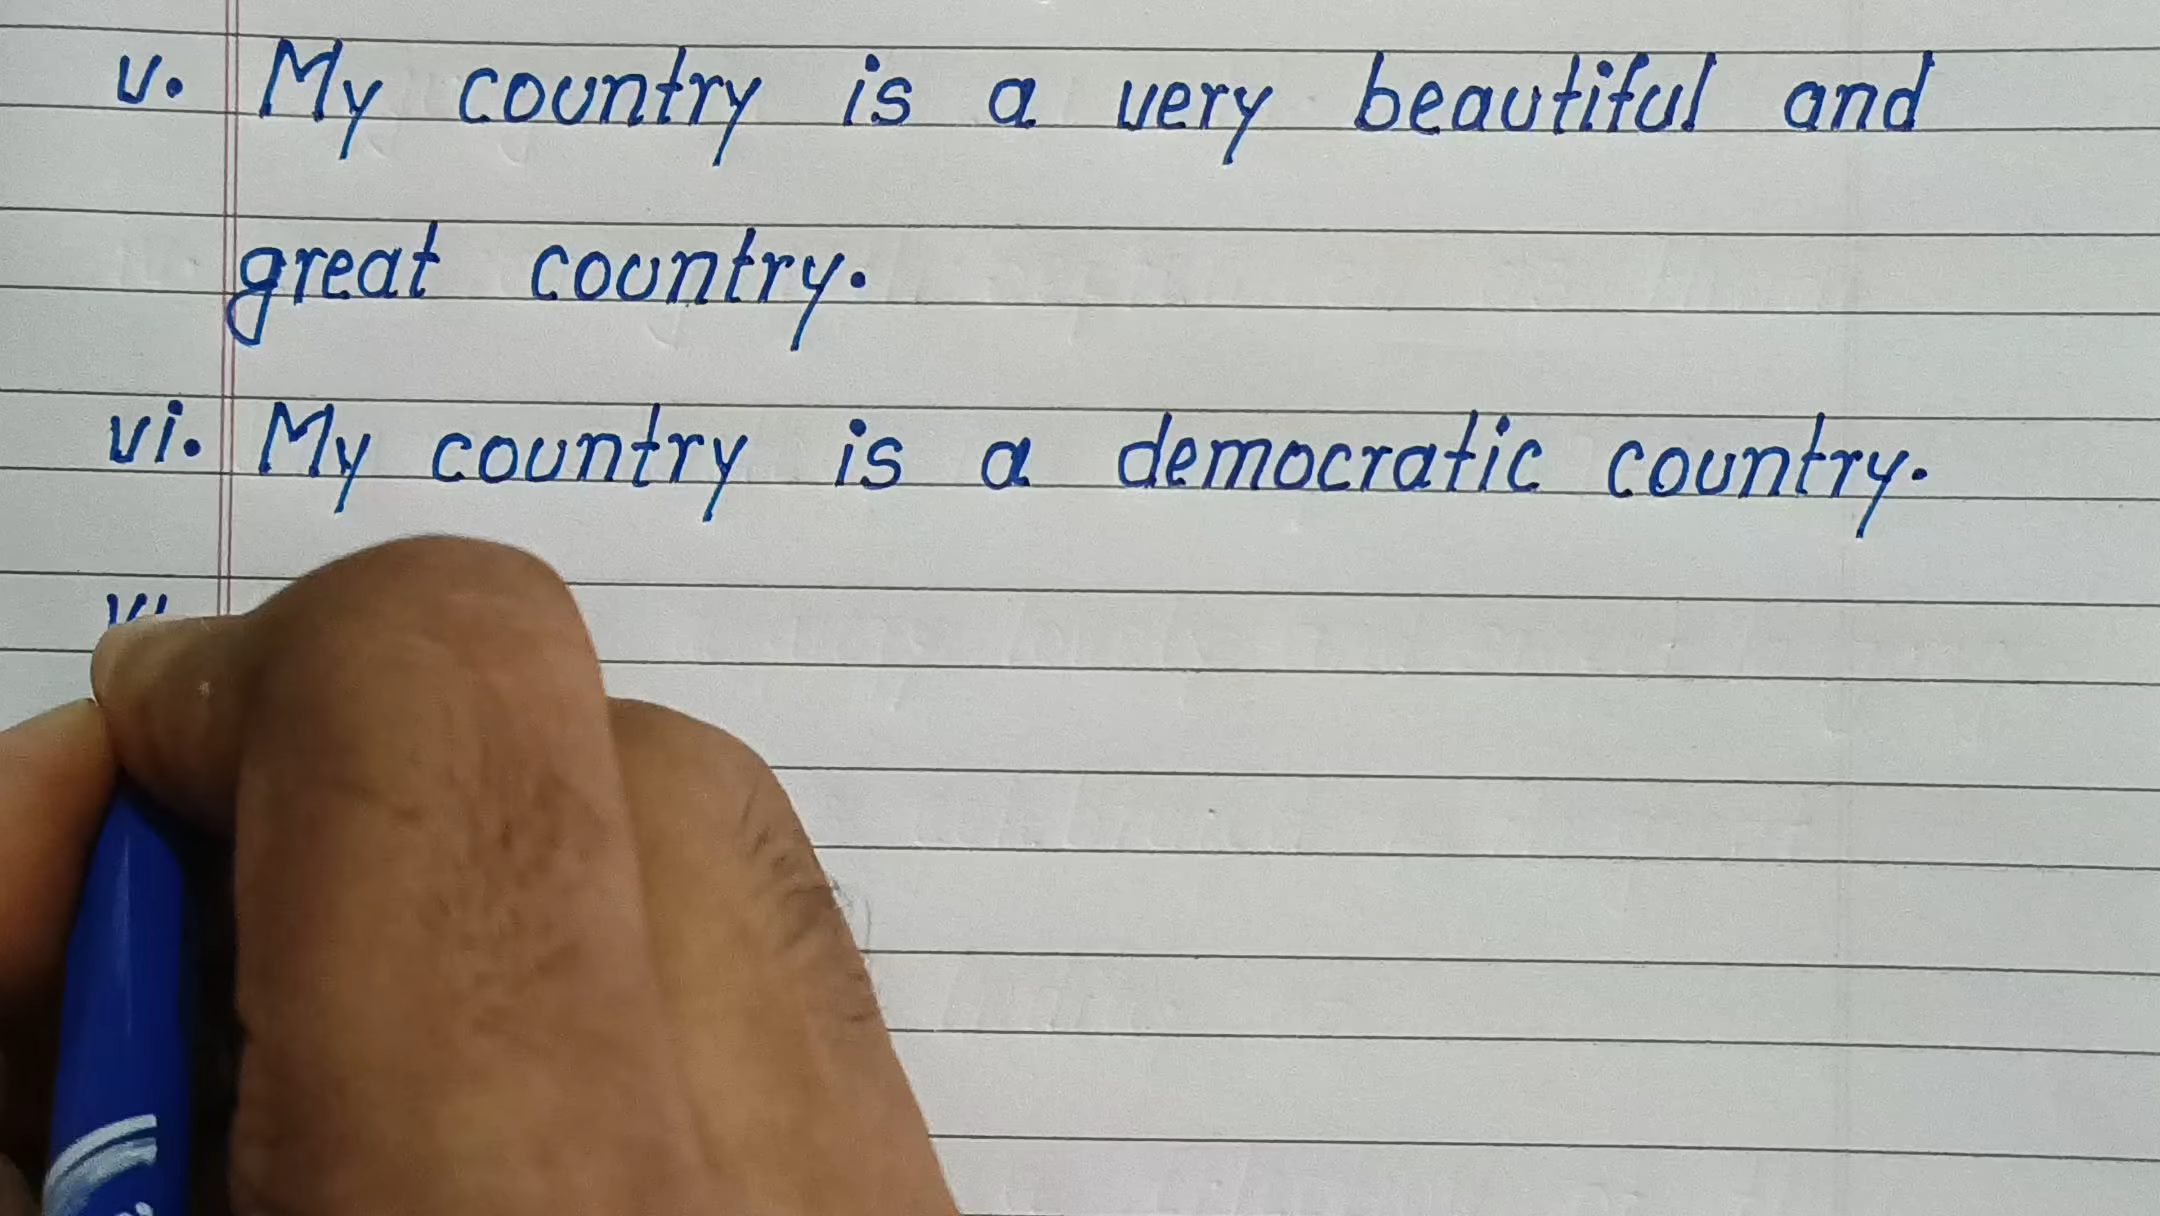 v. My country is a very beautiful and
great country.
vi. My country is a democratic country.